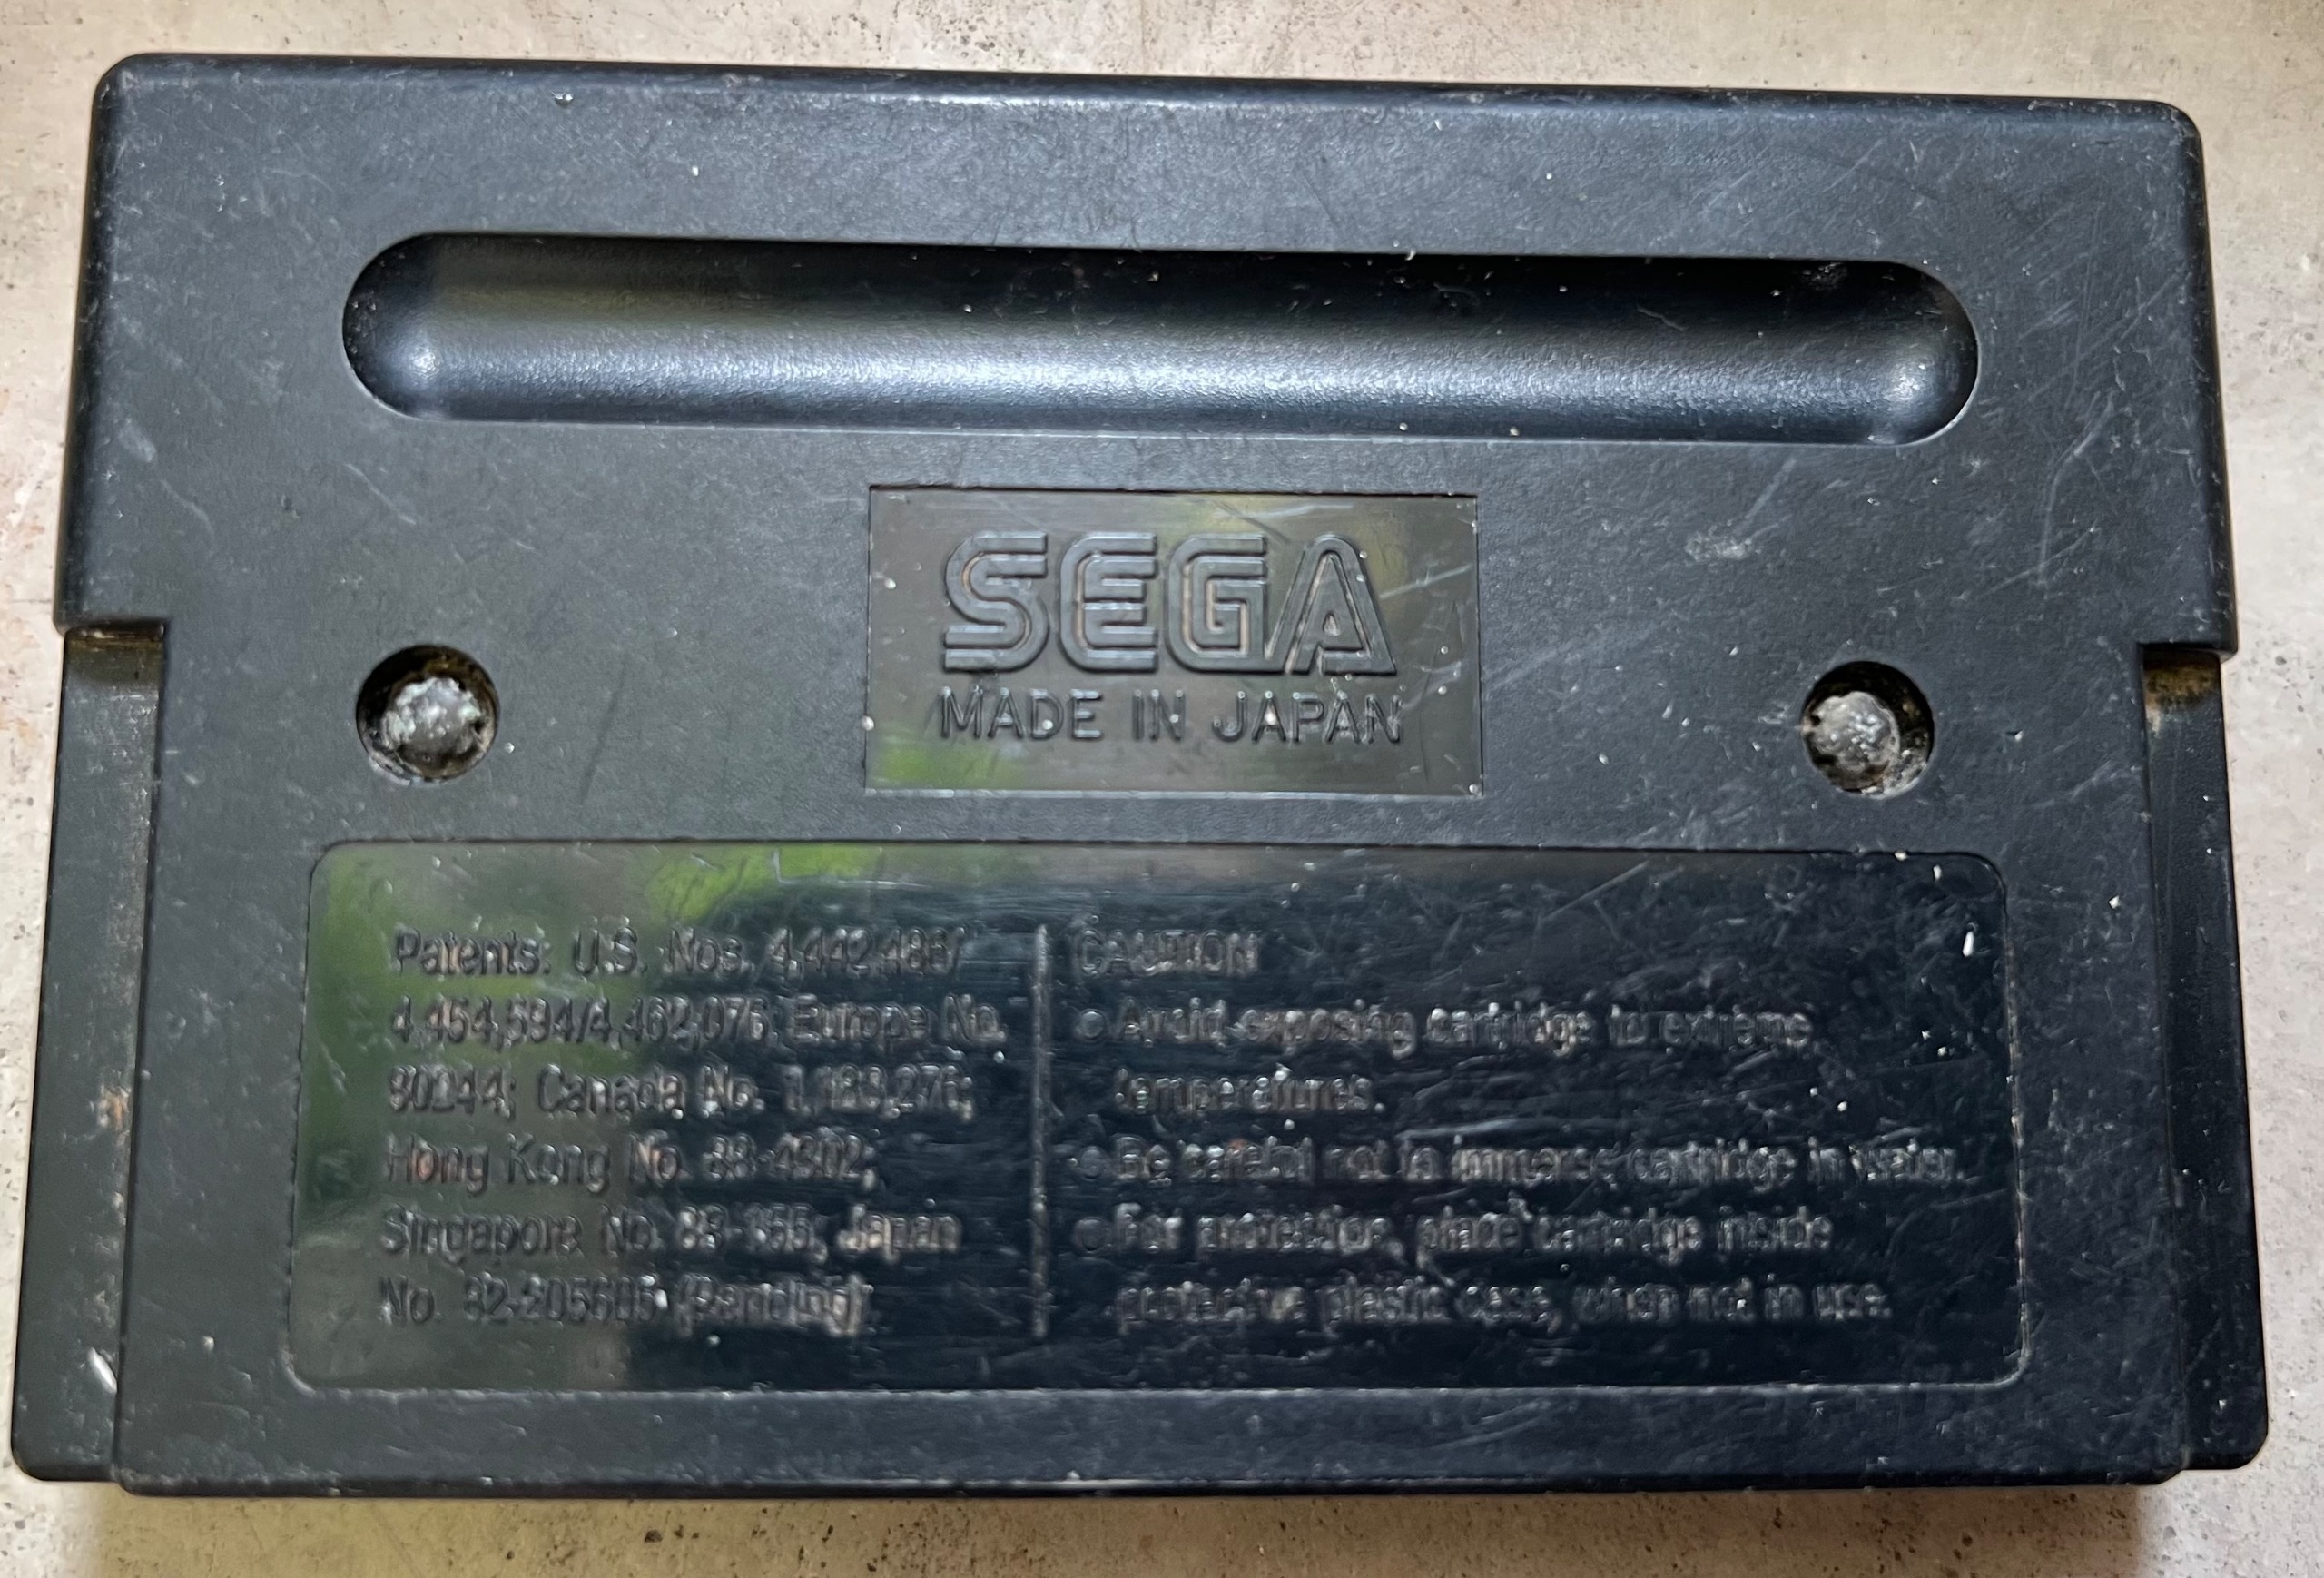 SEGA
MADE IN JAPAN
Patents: U.S. Nos. 4,442,486/
4,454,594/4,462,076; Europe No.
80244; Canada No. 1,183,276;
Hong Kong No. 88-4302;
Singapore No. 88-155; Japan
No. 82-205605 (Pending)
CAUTION
●Avoid exposing cartridge to extreme
temperatures.
●Be careful not to immerse cartridge in water.
●For protection, place cartridge inside
protective plastic case, when not in use.